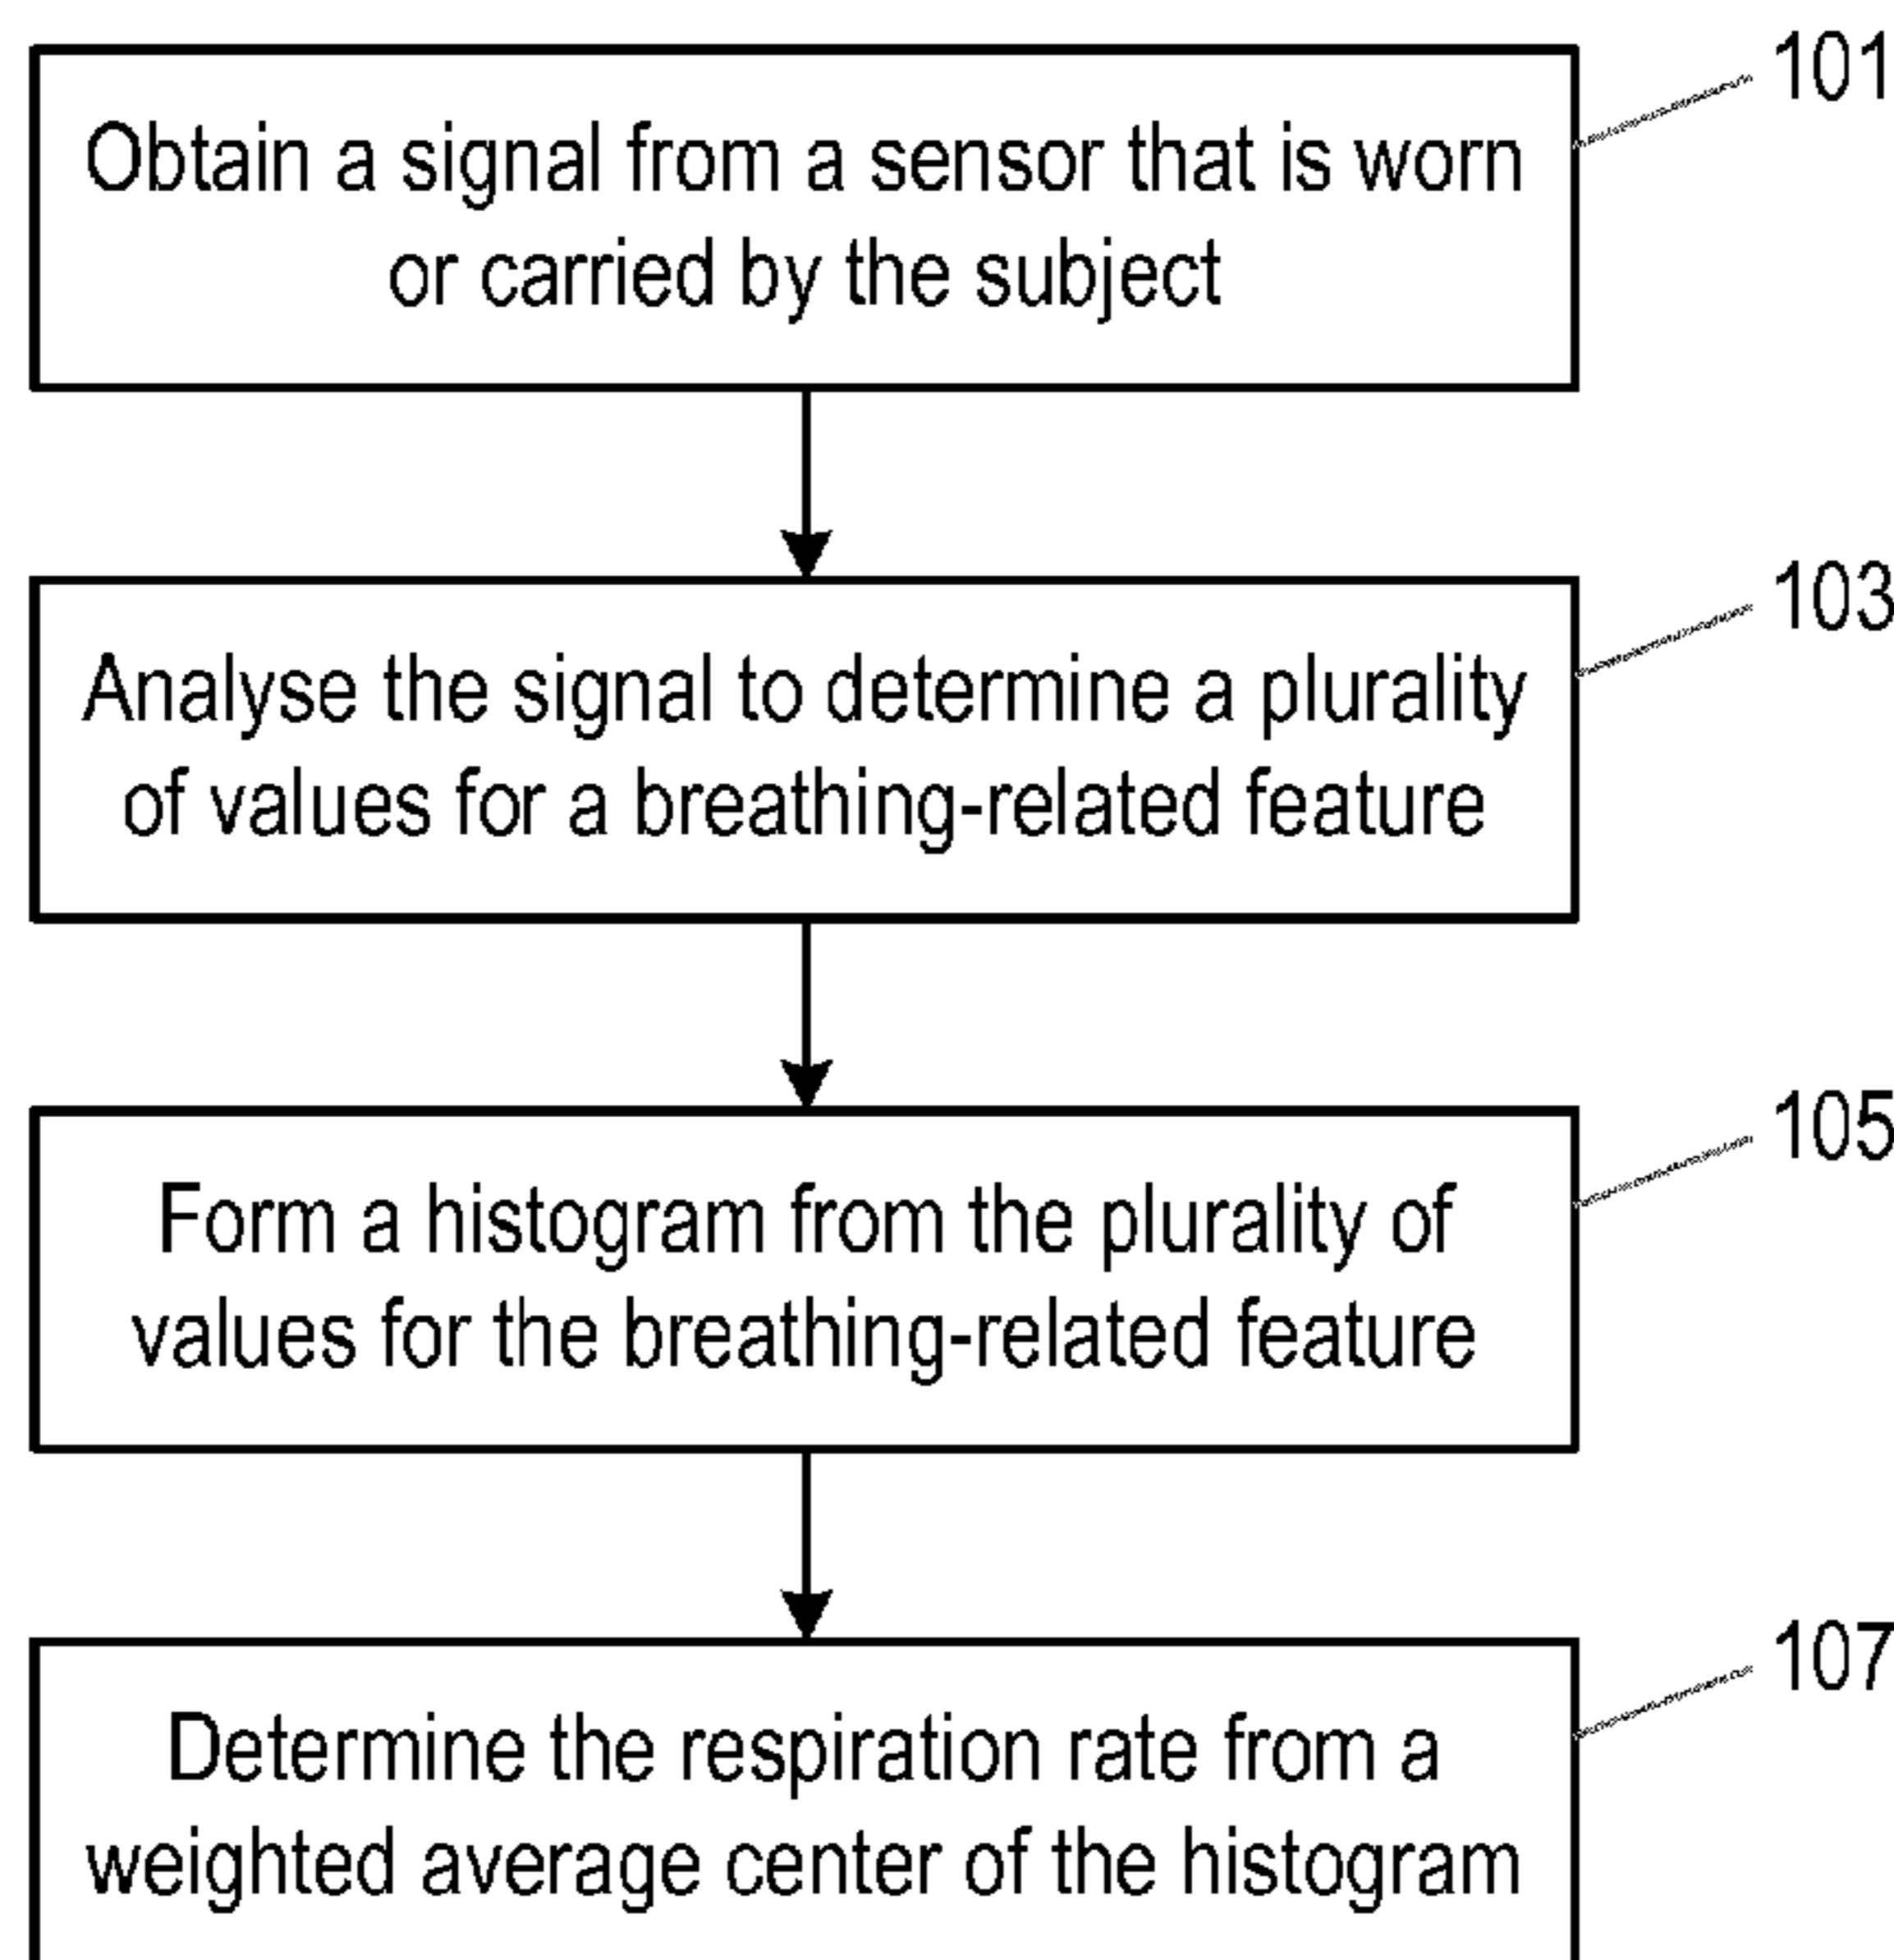 101
Obtain a signal from a sensor that is worn
or carried by the subject
103
Analyse the signal to determine a plurality
of values for a breathing-related feature
105
Form a histogram from the plurality of
values for the breathing-related feature
107
Determine the respiration rate from a
weighted average center of the histogram